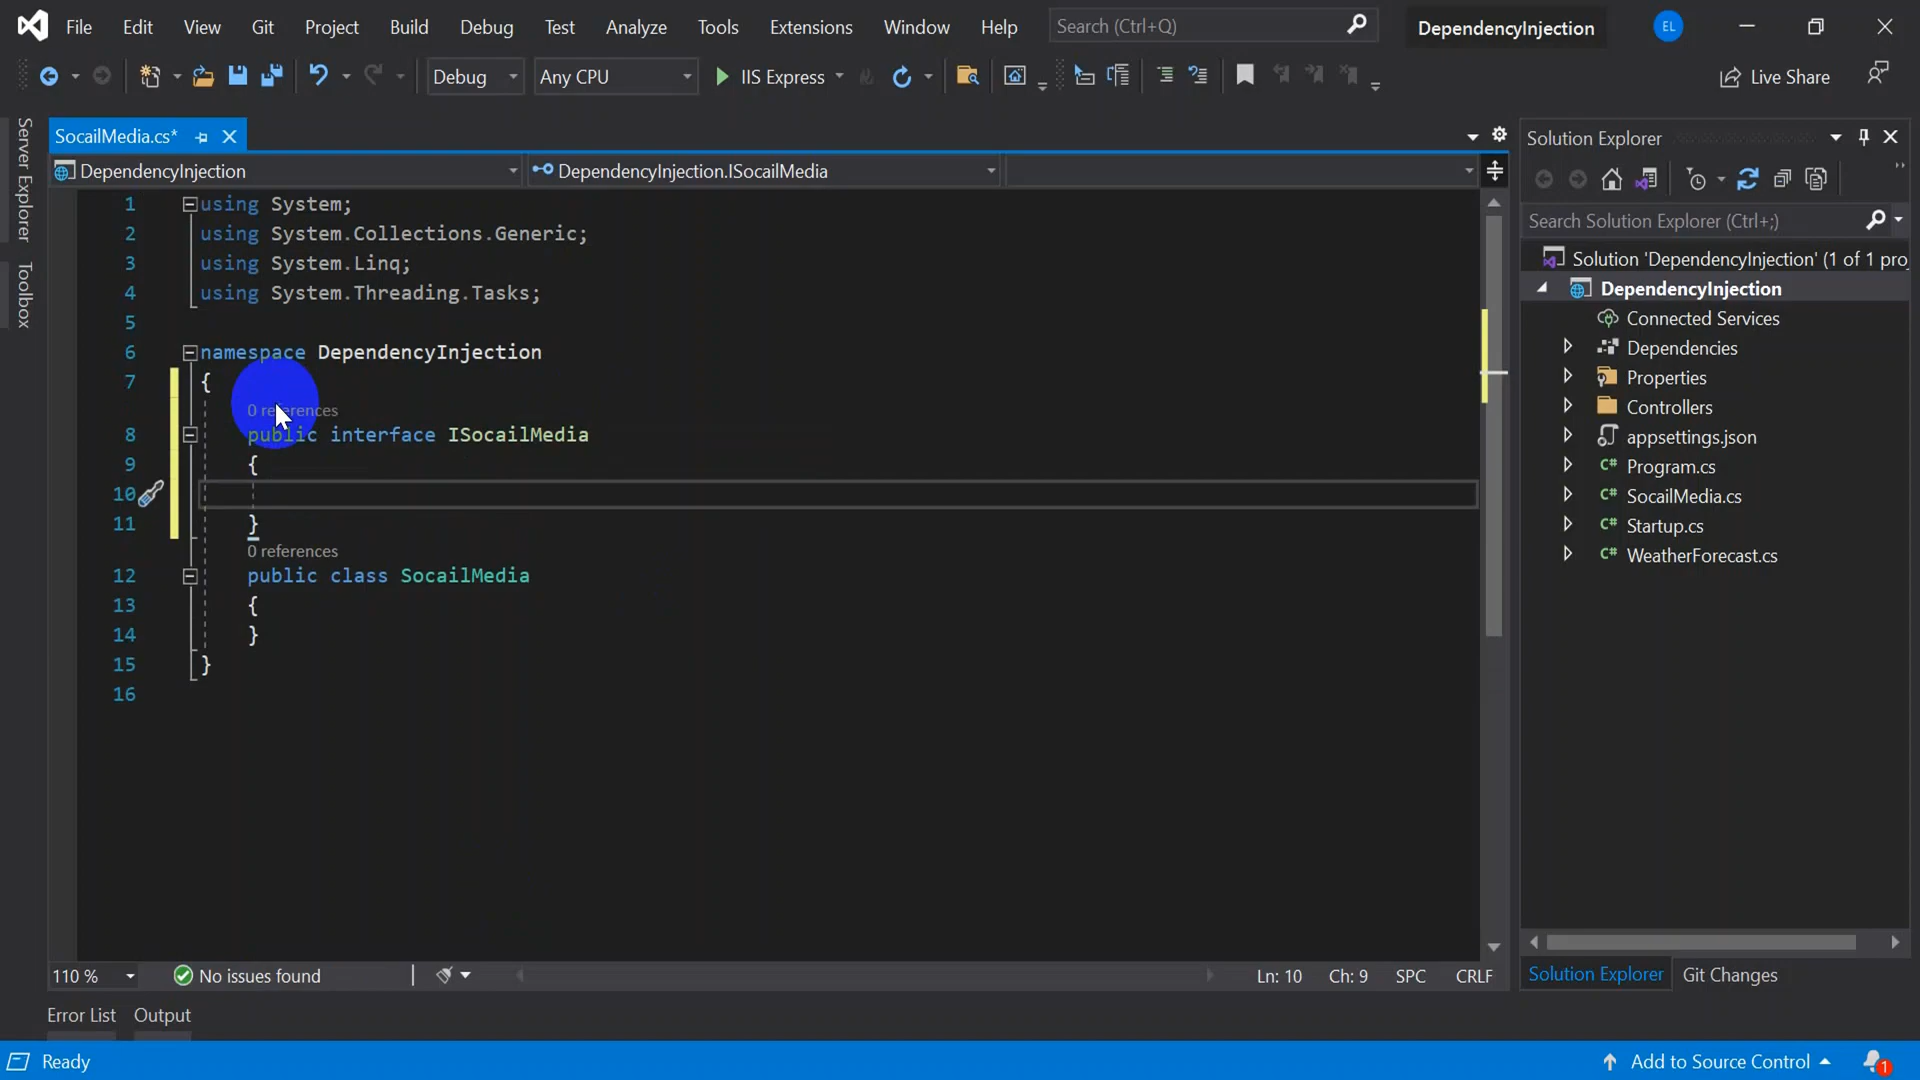 File Edit View Git Project Build Debug Test Analyze Tools Extensions Window Help Search (Ctrl+Q) DependencyInjection EL
Debug Any CPU IIS Express Live Share
Server Explorer
Toolbox
SocailMedia.cs*
DependencyInjection DependencyInjection.ISocailMedia
1 using System;
2 using System.Collections.Generic;
3 using System.Linq;
4 using System.Threading.Tasks;
5
6 namespace DependencyInjection
7 {
0 references
8 public interface ISocailMedia
9 {
10
11 }
0 references
12 public class SocailMedia
13 {
14 }
15 }
16
110 % No issues found Ln: 10 Ch: 9 SPC CRLF
Solution Explorer
Search Solution Explorer (Ctrl+;)
Solution 'DependencyInjection' (1 of 1 pro
DependencyInjection
Connected Services
Dependencies
Properties
Controllers
appsettings.json
C# Program.cs
C# SocailMedia.cs
C# Startup.cs
C# WeatherForecast.cs
Solution Explorer Git Changes
Error List Output
Ready Add to Source Control 1